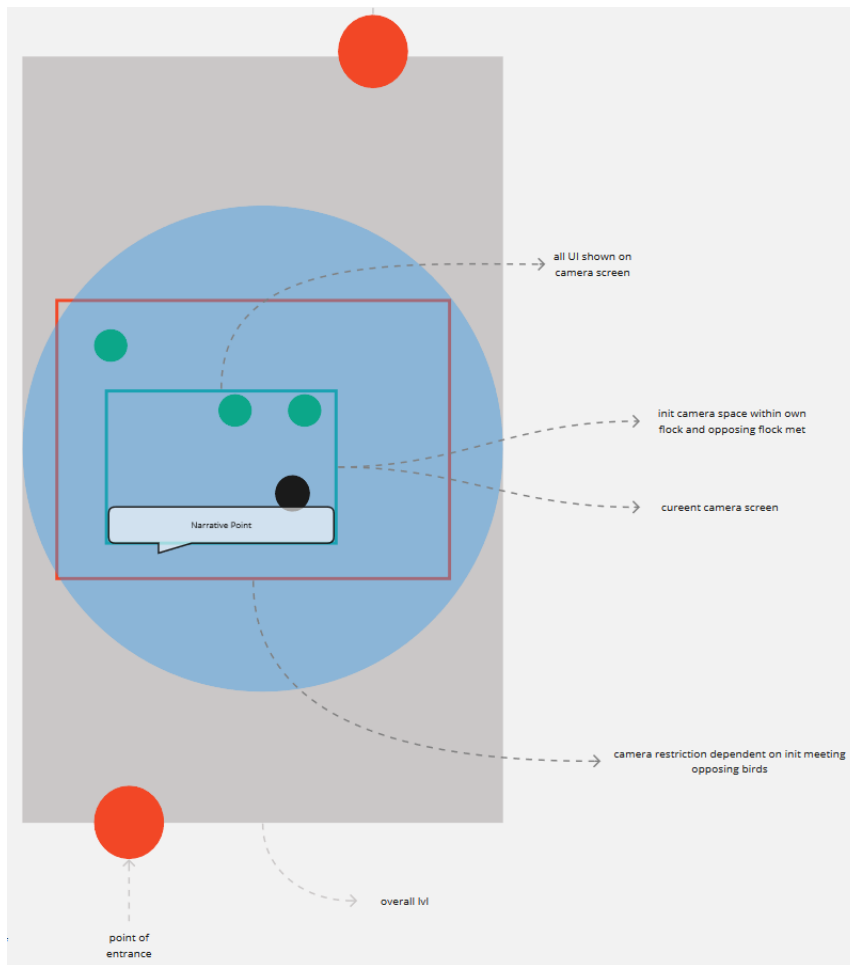 all UI shown on
camera screen
init camera space within own
flock and opposing flock met
cureent camera screen
Narrative Point
camera restriction dependent on init meeting
opposing birds
overall lvl
point of
entrance